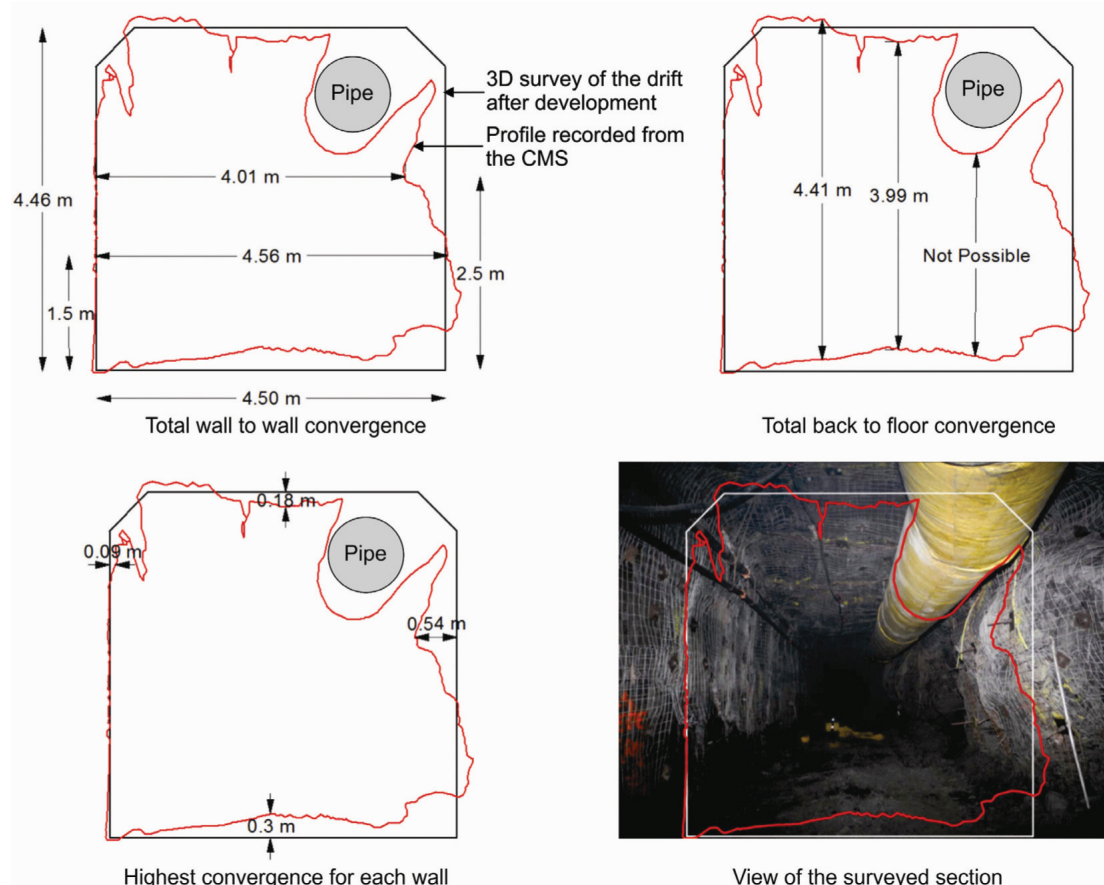 Pipe
3D survey of the drift
after development
Profile recorded from
the CMS
4.46 m
4.01 m
4.56 m
1.5 m
2.5 m
4.50 m
Total wall to wall convergence
Pipe
4.41 m
3.99 m
Not Possible
Total back to floor convergence
0.18 m
0.09 m
Pipe
0.54 m
0.3 m
Highest convergence for each wall
View of the surveyed section